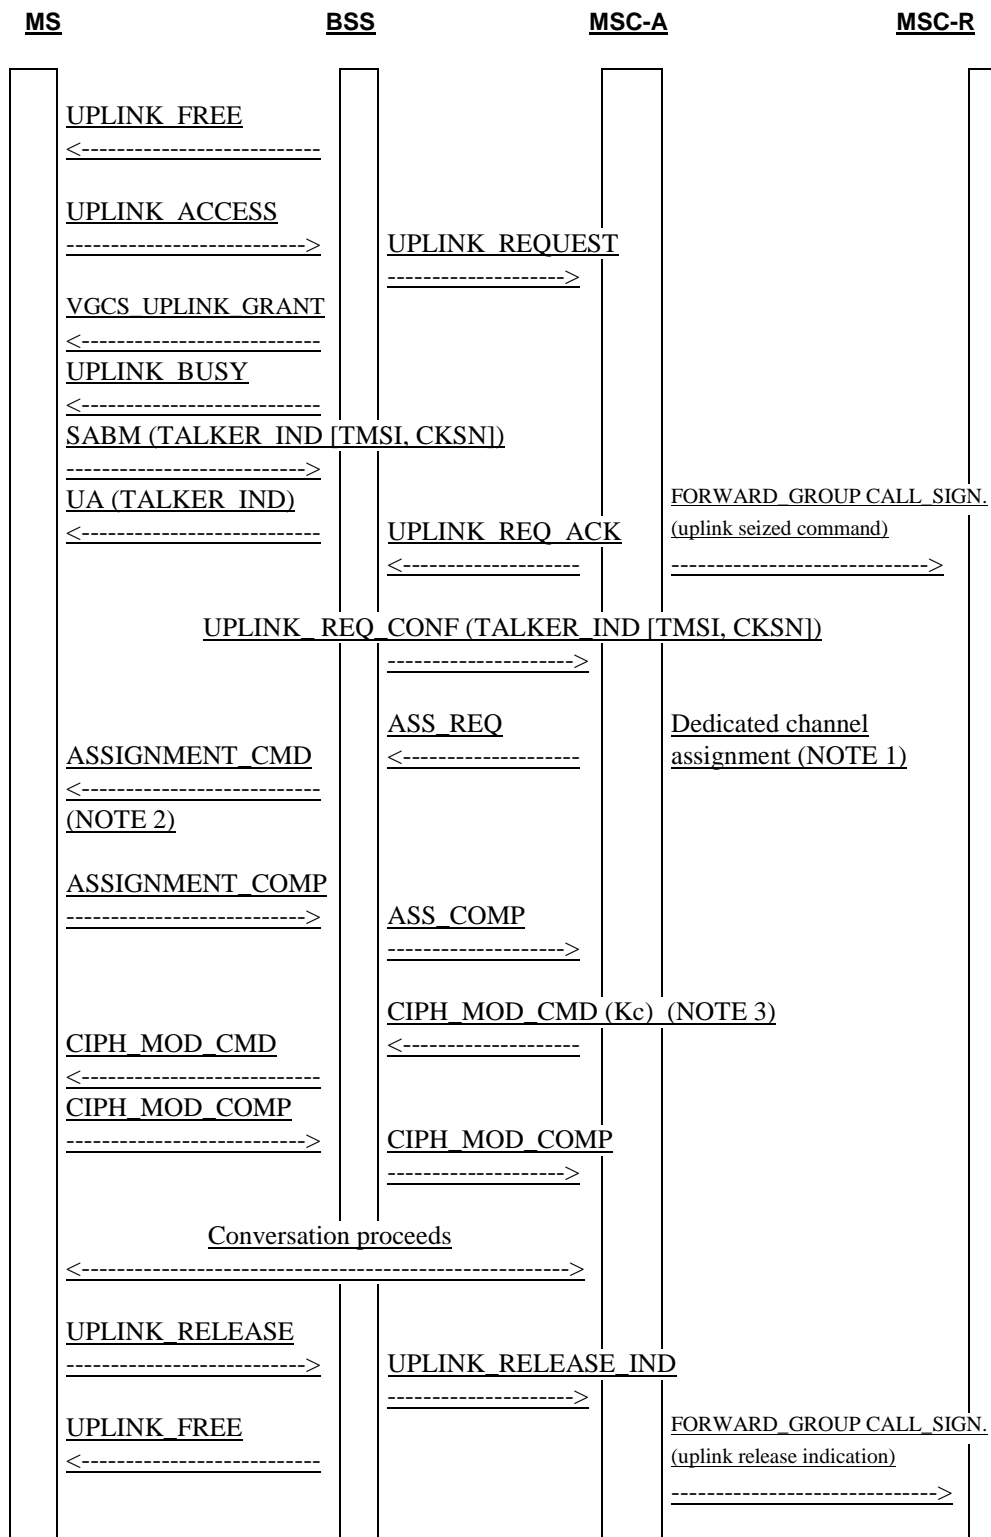 MS BSS MSC-A MSC-R
UPLINK_FREE
<---------------------------
UPLINK_ACCESS
---------------------------> UPLINK_REQUEST
-------------------->
VGCS_UPLINK_GRANT
<---------------------------
UPLINK_BUSY
<---------------------------
SABM (TALKER_IND [TMSI, CKSN])
--------------------------->
UA (TALKER_IND) FORWARD_GROUP CALL_SIGN.
<--------------------------- UPLINK_REQ_ACK (uplink seized command)
<-------------------- ----------------------------->
UPLINK_ REQ_CONF (TALKER_IND [TMSI, CKSN])
--------------------->
ASS_REQ Dedicated channel
ASSIGNMENT_CMD <-------------------- assignment (NOTE 1)
<---------------------------
(NOTE 2)
ASSIGNMENT_COMP
---------------------------> ASS_COMP
-------------------->
CIPH_MOD_CMD (Kc) (NOTE 3)
CIPH_MOD_CMD <--------------------
<---------------------------
CIPH_MOD_COMP
---------------------------> CIPH_MOD_COMP
-------------------->
Conversation proceeds
<------------------------------------------------------->
UPLINK_RELEASE
---------------------------> UPLINK_RELEASE_IND
--------------------->
UPLINK_FREE FORWARD_GROUP CALL_SIGN.
<--------------------------- (uplink release indication)
------------------------------>